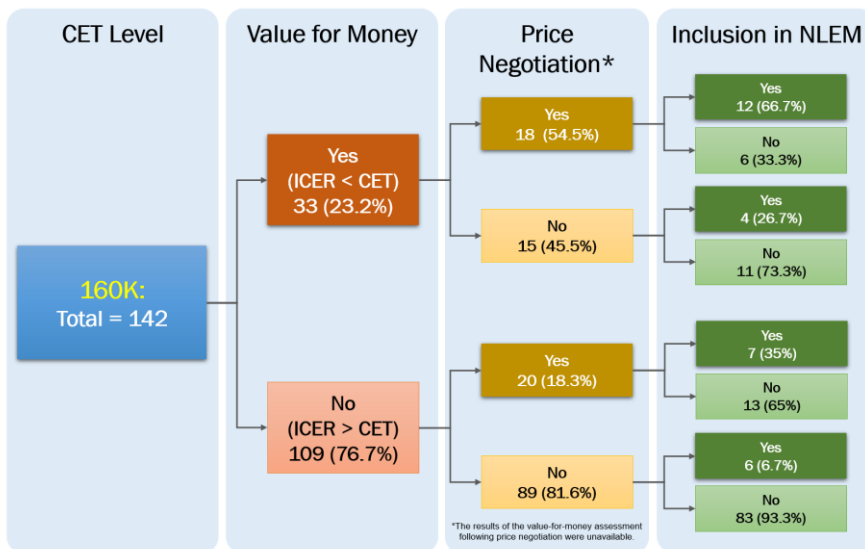 CET Level
Value for Money
Price
Negotiation*
Inclusion in NLEM
160K:
Total = 142
Yes
(ICER < CET)
33 (23.2%)
No
(ICER > CET)
109 (76.7%)
Yes
18 (54.5%)
No
15 (45.5%)
Yes
20 (18.3%)
No
89 (81.6%)
*The results of the value-for-money assessment
following price negotiation were unavailable.
Yes
12 (66.7%)
No
6 (33.3%)
Yes
4 (26.7%)
No
11 (73.3%)
Yes
7 (35%)
No
13 (65%)
Yes
6 (6.7%)
No
83 (93.3%)